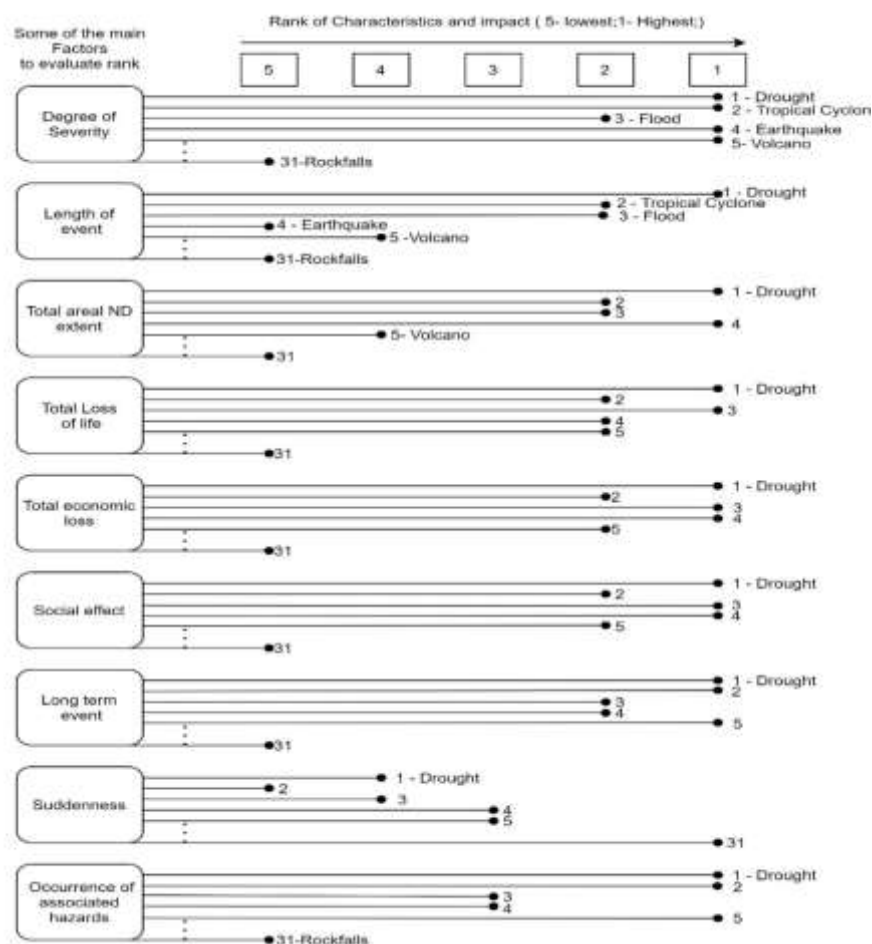 Rank of Characteristics and impact ( 5- lowest;1- Highest;)
Some of the main
Factors
to evaluate rank
5 4 3 2 1
Degree of
Severity
1 - Drought
2 - Tropical Cyclon
3 - Flood
4 - Earthquake
5- Volcano
31-Rockfalls
Length of
event
1 - Drought
2 - Tropical Cyclone
3 - Flood
4 - Earthquake
5 -Volcano
31-Rockfalls
Total areal ND
extent
1 - Drought
2
3
4
5- Volcano
31
Total Loss
of life
1 - Drought
2
3
4
5
31
Total economic
loss
1 - Drought
2
3
4
5
31
Social effect
1 - Drought
2
3
4
5
31
Long term
event
1 - Drought
2
3
4
5
31
Suddenness
1 - Drought
2
3
4
5
31
Occurrence of
associated
hazards
1 - Drought
2
3
4
5
31-Rockfalls